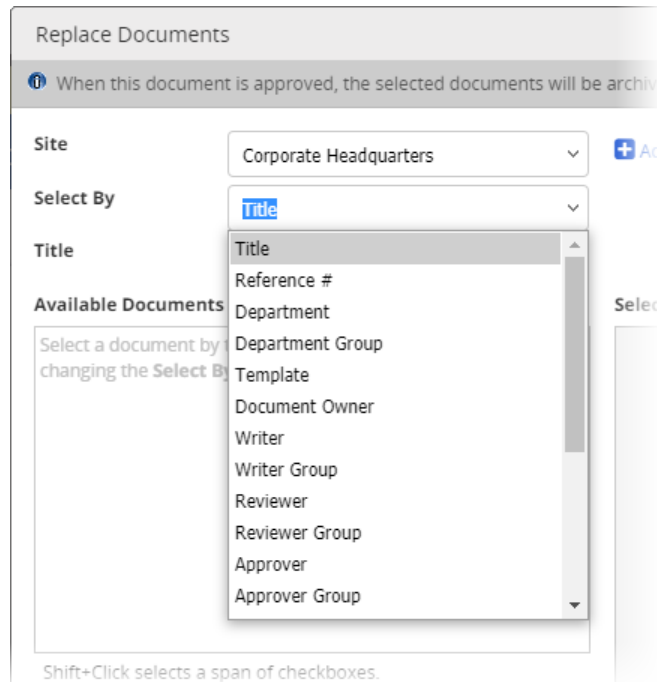 Replace Documents
When this document is approved, the selected documents will be
Site
Corporate Headquarters
Select By
Title
Title
Title
Reference #
Department
Department Group
Template
Document Owner
Writer
Writer Group
Reviewer
Reviewer Group
Approver
Approver Group
Available Documents
Select a document by
changing the Select By
Shift+Click selects a span of checkboxes.